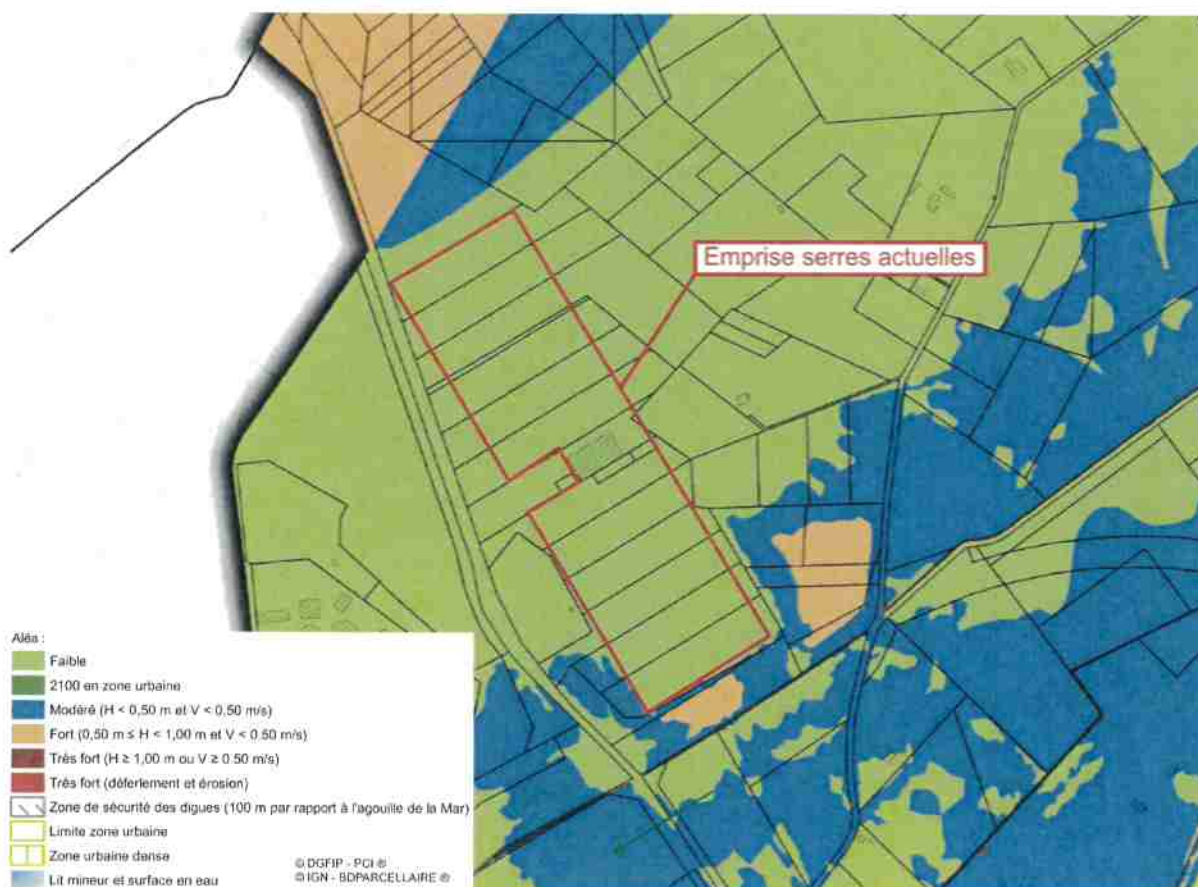 Emprise serres actuelles
Aléa :
Faible
2100 en zone urbaine
Modéré (H < 0,50 m et V < 0,50 m/s)
Fort (0,50 m ≤ H < 1,00 m et V < 0.50 m/s)
Très fort (H ≥ 1,00 m ou V ≥ 0.50 m/s)
Très fort (déferlement et érosion)
Zone de sécurité des digues (100 m par rapport à l'agouille de la Mar)
Limite zone urbaine
Zone urbaine dense
Lit mineur et surface en eau
© DGFIP - PCI ®
© IGN - BDPARCELLAIRE ®